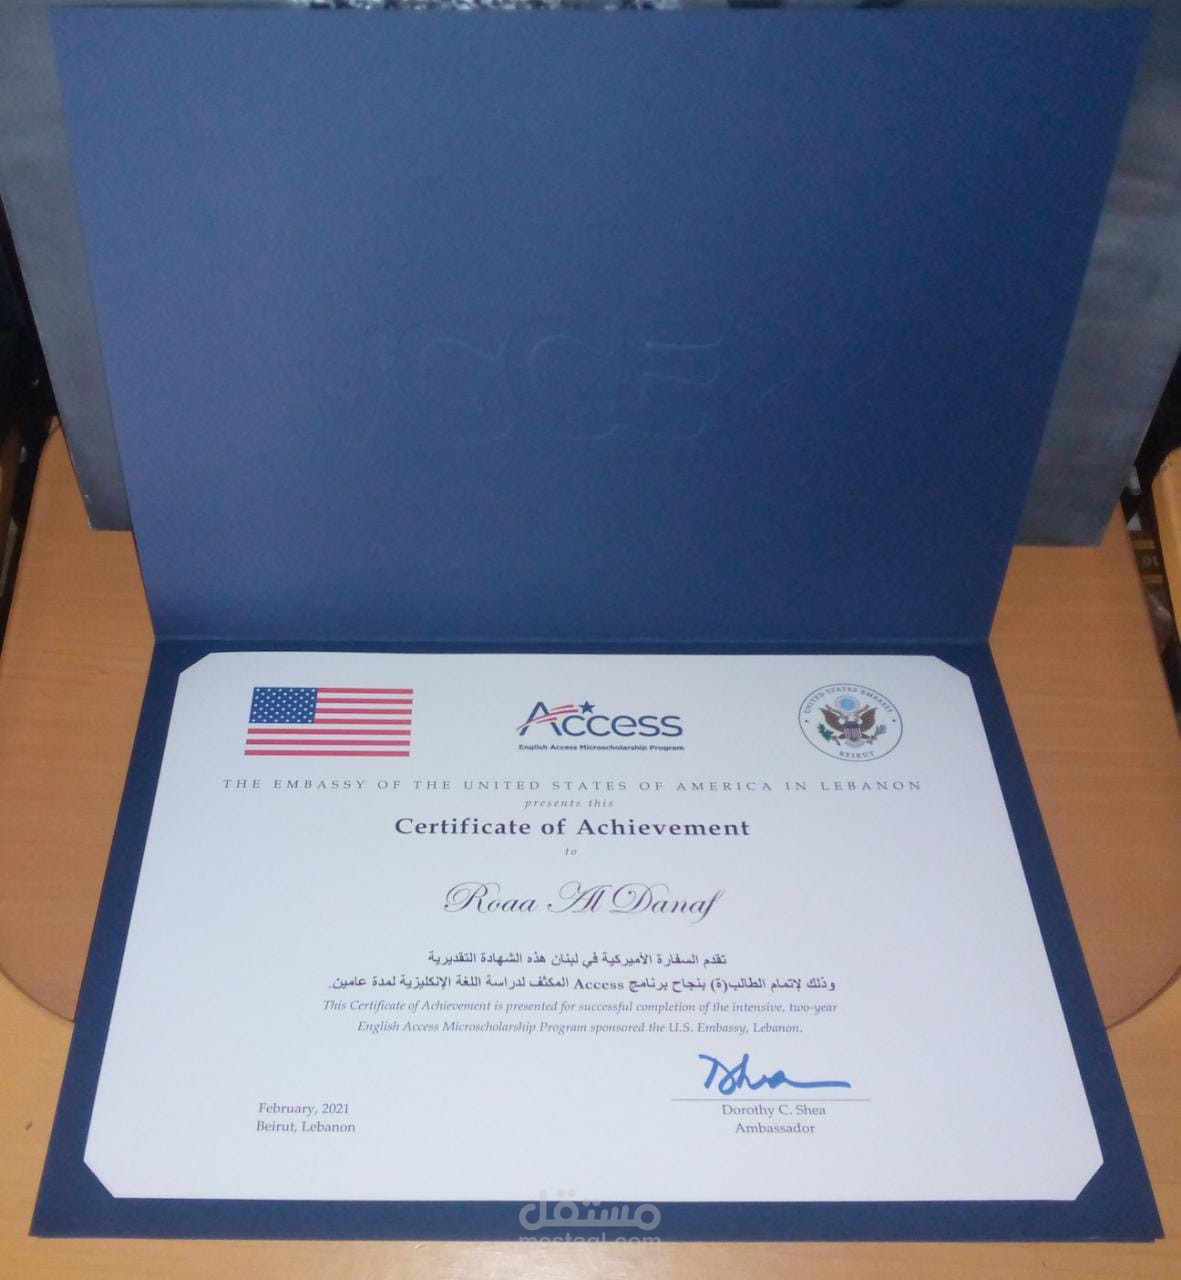 Access
English Access Microscholarship Program
UNITED STATES EMBASSY
BEIRUT
THE EMBASSY OF THE UNITED STATES OF AMERICA IN LEBANON
presents this
Certificate of Achievement
to
Roaa Al Danaf
تقدم السفارة الأميركية في لبنان هذه الشهادة التقديرية
وذلك لإتمام الطالب(ة) بنجاح برنامج Access المكثف لدراسة اللغة الإنكليزية لمدة عامين.
This Certificate of Achievement is presented for successful completion of the intensive, two-year
English Access Microscholarship Program sponsored the U.S. Embassy, Lebanon.
DShea
Dorothy C. Shea
Ambassador
February, 2021
Beirut, Lebanon
مستقل
mostaql.com